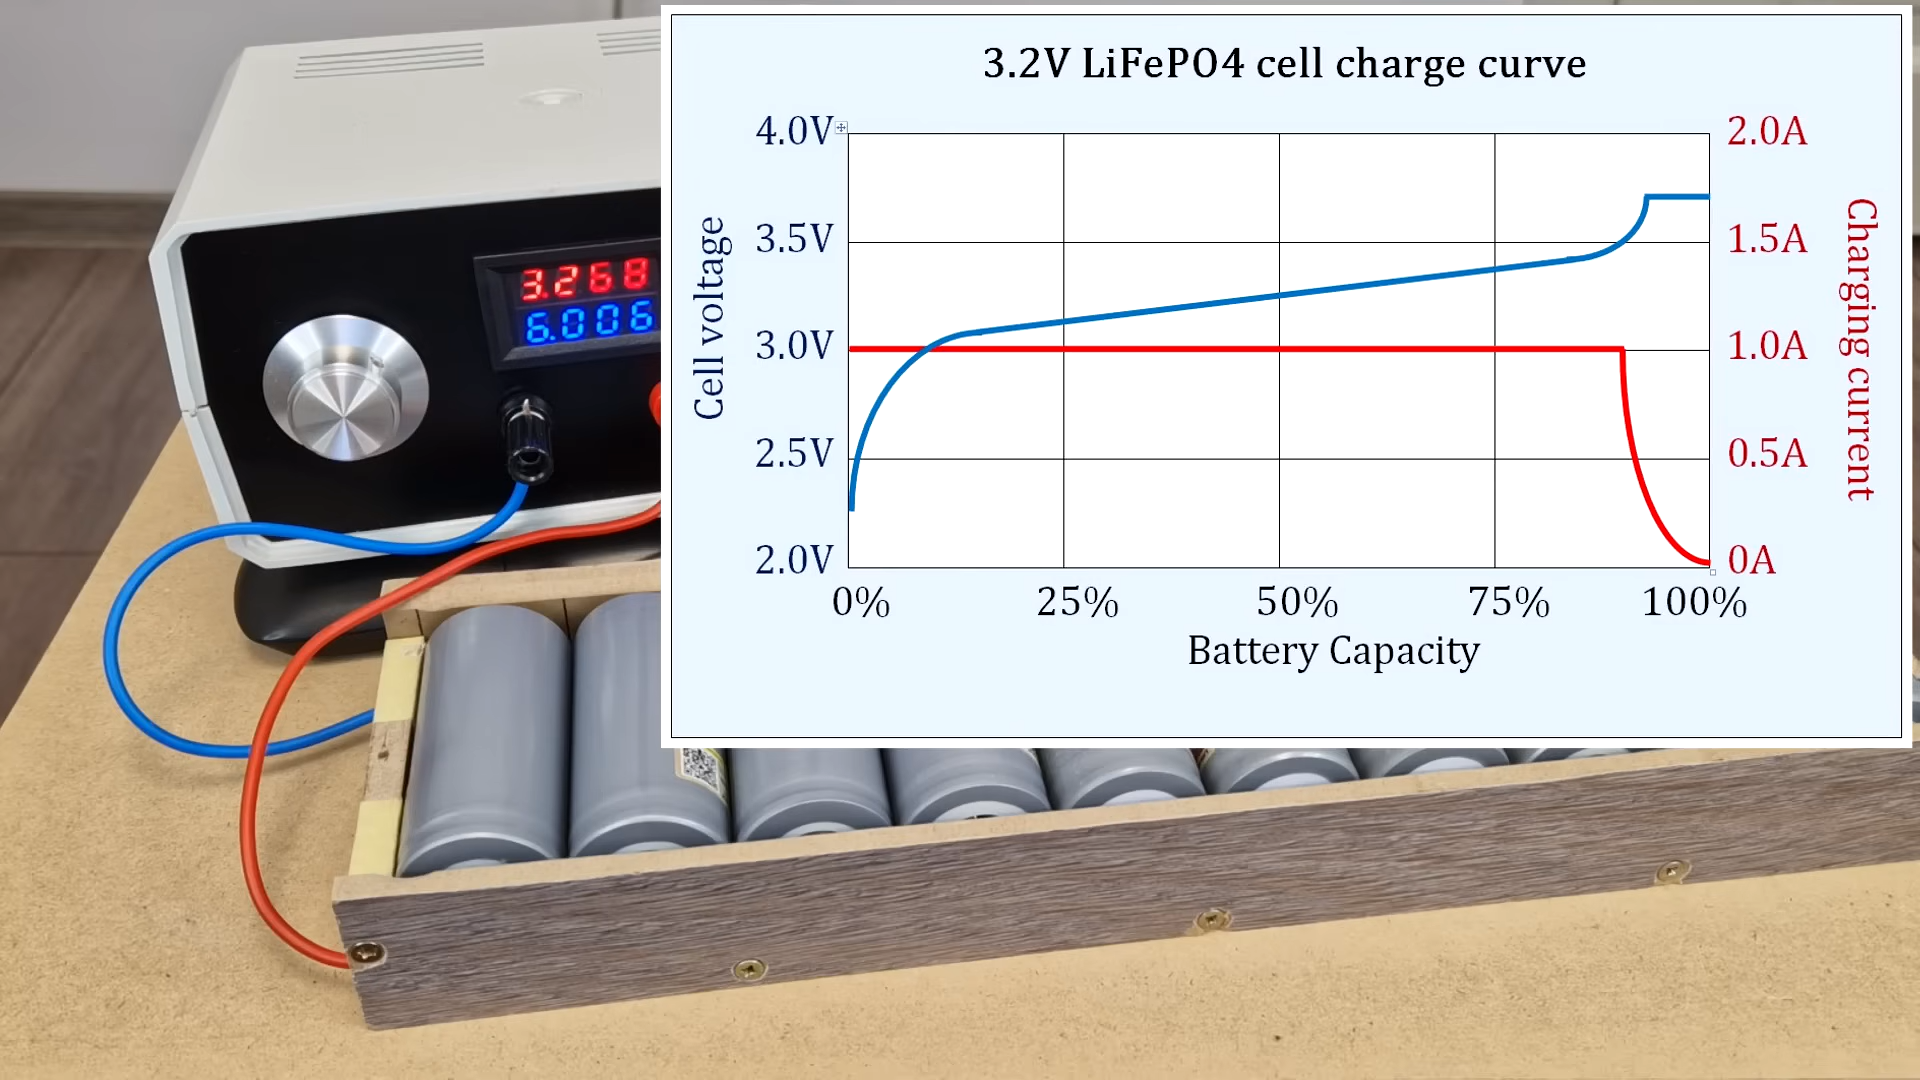 3.2V LiFePO4 cell charge curve
4.0V
3.5V
3.0V
2.5V
2.0V
Cell voltage
2.0A
1.5A
1.0A
0.5A
0A
Charging current
0% 25% 50% 75% 100%
Battery Capacity
3.268
6.006